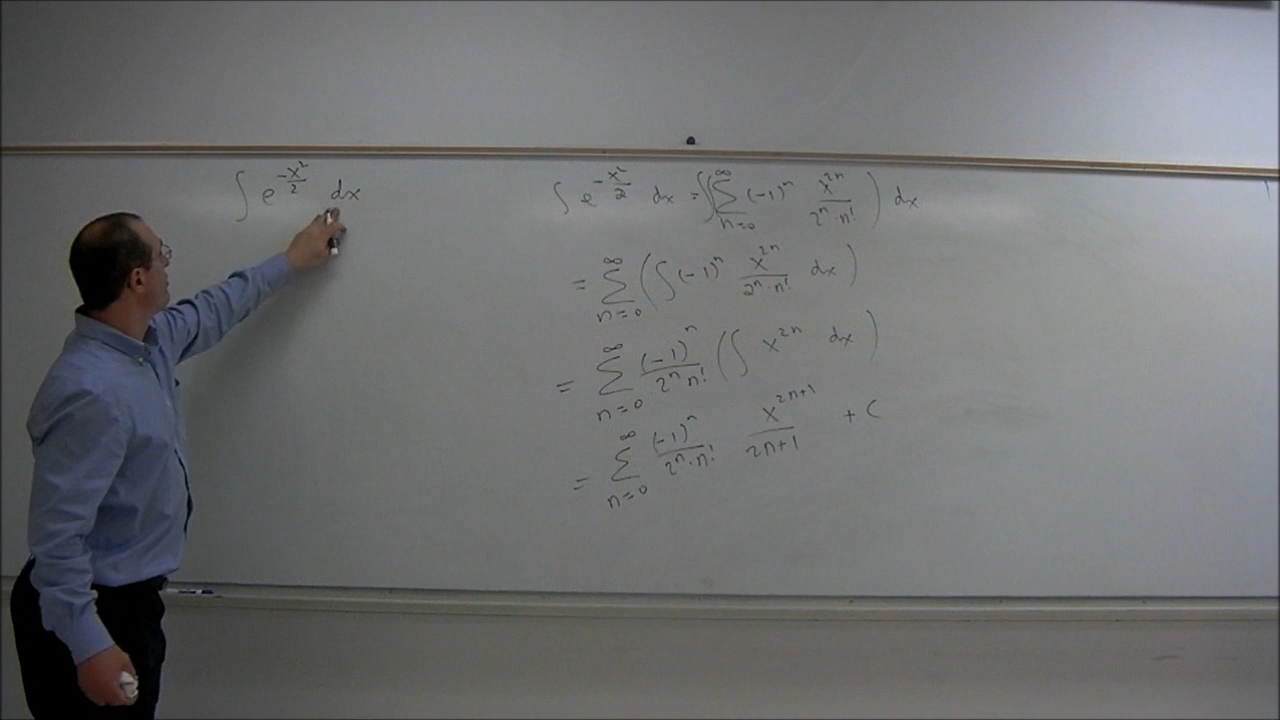 ∫ e^{-x²/2} dx
∫ e^{-x²/2} dx = ∫(∑_{n=0}^{∞} (-1)^n x^{2n}/(2^n · n!)) dx
= ∑_{n=0}^{∞} (∫ (-1)^n x^{2n}/(2^n · n!) dx)
= ∑_{n=0}^{∞} (-1)^n/(2^n n!) (∫ x^{2n} dx)
= ∑_{n=0}^{∞} (-1)^n/(2^n · n!) x^{2n+1}/(2n+1) + C